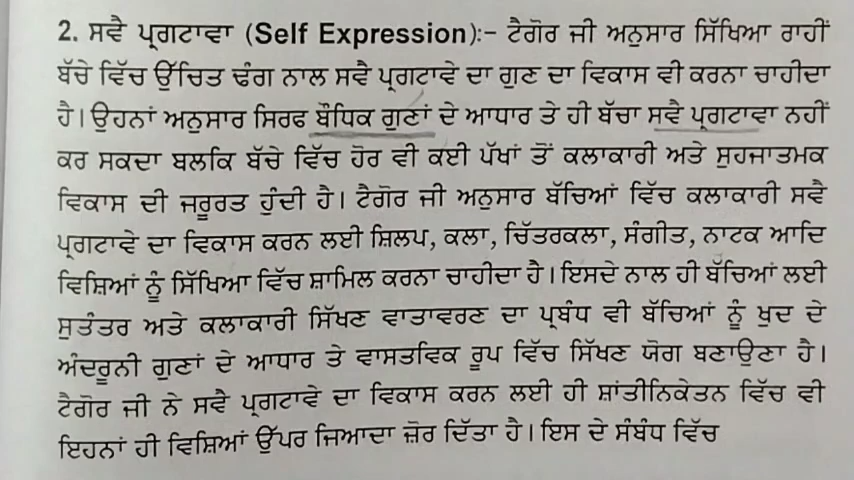 2. ਸਵੈ ਪ੍ਰਗਟਾਵਾ (Self Expression):- ਟੈਗੋਰ ਜੀ ਅਨੁਸਾਰ ਸਿੱਖਿਆ ਰਾਹੀਂ
ਬੱਚੇ ਵਿੱਚ ਉੱਚਿਤ ਢੰਗ ਨਾਲ ਸਵੈ ਪ੍ਰਗਟਾਵੇ ਦਾ ਗੁਣ ਦਾ ਵਿਕਾਸ ਵੀ ਕਰਨਾ ਚਾਹੀਦਾ
ਹੈ। ਉਹਨਾਂ ਅਨੁਸਾਰ ਸਿਰਫ ਬੌਧਿਕ ਗੁਣਾਂ ਦੇ ਆਧਾਰ ਤੇ ਹੀ ਬੱਚਾ ਸਵੈ ਪ੍ਰਗਟਾਵਾ ਨਹੀਂ
ਕਰ ਸਕਦਾ ਬਲਕਿ ਬੱਚੇ ਵਿੱਚ ਹੋਰ ਵੀ ਕਈ ਪੱਖਾਂ ਤੋਂ ਕਲਾਕਾਰੀ ਅਤੇ ਸੁਹਜਾਤਮਕ
ਵਿਕਾਸ ਦੀ ਜਰੂਰਤ ਹੁੰਦੀ ਹੈ। ਟੈਗੋਰ ਜੀ ਅਨੁਸਾਰ ਬੱਚਿਆਂ ਵਿੱਚ ਕਲਾਕਾਰੀ ਸਵੈ
ਪ੍ਰਗਟਾਵੇ ਦਾ ਵਿਕਾਸ ਕਰਨ ਲਈ ਸ਼ਿਲਪ, ਕਲਾ, ਚਿੱਤਰਕਲਾ, ਸੰਗੀਤ, ਨਾਟਕ ਆਦਿ
ਵਿਸ਼ਿਆਂ ਨੂੰ ਸਿੱਖਿਆ ਵਿੱਚ ਸ਼ਾਮਿਲ ਕਰਨਾ ਚਾਹੀਦਾ ਹੈ। ਇਸਦੇ ਨਾਲ ਹੀ ਬੱਚਿਆਂ ਲਈ
ਸੁਤੰਤਰ ਅਤੇ ਕਲਾਕਾਰੀ ਸਿੱਖਣ ਵਾਤਾਵਰਣ ਦਾ ਪ੍ਰਬੰਧ ਵੀ ਬੱਚਿਆਂ ਨੂੰ ਖੁਦ ਦੇ
ਅੰਦਰੂਨੀ ਗੁਣਾਂ ਦੇ ਆਧਾਰ ਤੇ ਵਾਸਤਵਿਕ ਰੂਪ ਵਿੱਚ ਸਿੱਖਣ ਯੋਗ ਬਣਾਉਣਾ ਹੈ।
ਟੈਗੋਰ ਜੀ ਨੇ ਸਵੈ ਪ੍ਰਗਟਾਵੇ ਦਾ ਵਿਕਾਸ ਕਰਨ ਲਈ ਹੀ ਸ਼ਾਂਤੀਨਿਕੇਤਨ ਵਿੱਚ ਵੀ
ਇਹਨਾਂ ਹੀ ਵਿਸ਼ਿਆਂ ਉੱਪਰ ਜਿਆਦਾ ਜ਼ੋਰ ਦਿੱਤਾ ਹੈ। ਇਸ ਦੇ ਸੰਬੰਧ ਵਿੱਚ